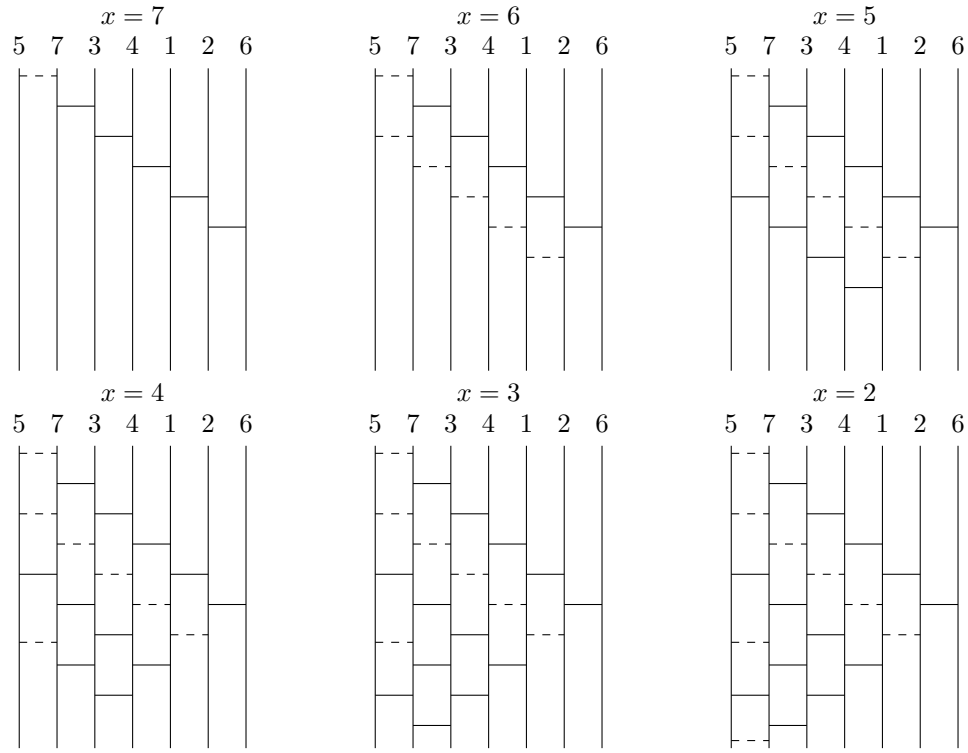 x = 7 x = 6 x = 5
5 7 3 4 1 2 6 5 7 3 4 1 2 6 5 7 3 4 1 2 6
x = 4 x = 3 x = 2
5 7 3 4 1 2 6 5 7 3 4 1 2 6 5 7 3 4 1 2 6